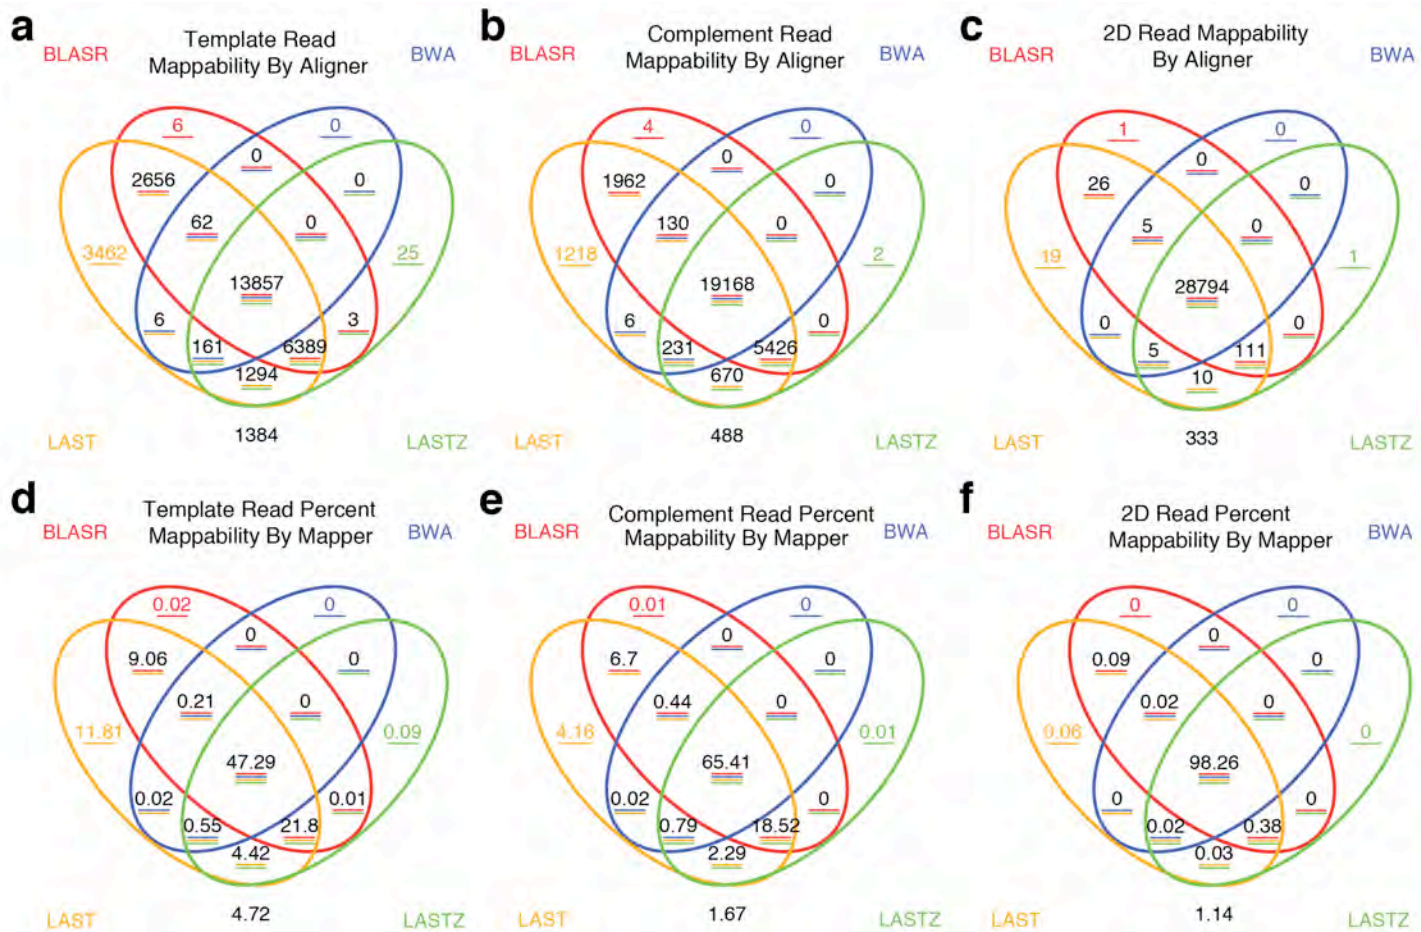 a
Template Read
Mappability By Aligner
BLASR
BWA
6
0
0
2656
0
62
0
3462
25
13857
6
3
161
6389
1294
LAST
1384
LASTZ
b
Complement Read
Mappability By Aligner
BLASR
BWA
4
0
0
1962
0
130
0
1218
2
19168
6
0
231
5426
670
LAST
488
LASTZ
c
2D Read Mappability
By Aligner
BLASR
BWA
1
0
0
26
0
5
0
19
1
28794
0
0
5
111
10
LAST
333
LASTZ
d
Template Read Percent
Mappability By Mapper
BLASR
BWA
0.02
0
0
9.06
0
0.21
0
11.81
0.09
47.29
0.02
0.01
0.55
21.8
4.42
LAST
4.72
LASTZ
e
Complement Read Percent
Mappability By Mapper
BLASR
BWA
0.01
0
0
6.7
0
0.44
0
4.16
0.01
65.41
0.02
0
0.79
18.52
2.29
LAST
1.67
LASTZ
f
2D Read Percent
Mappability By Mapper
BLASR
BWA
0
0
0
0.09
0
0.02
0
0.06
0
98.26
0
0
0.02
0.38
0.03
LAST
1.14
LASTZ